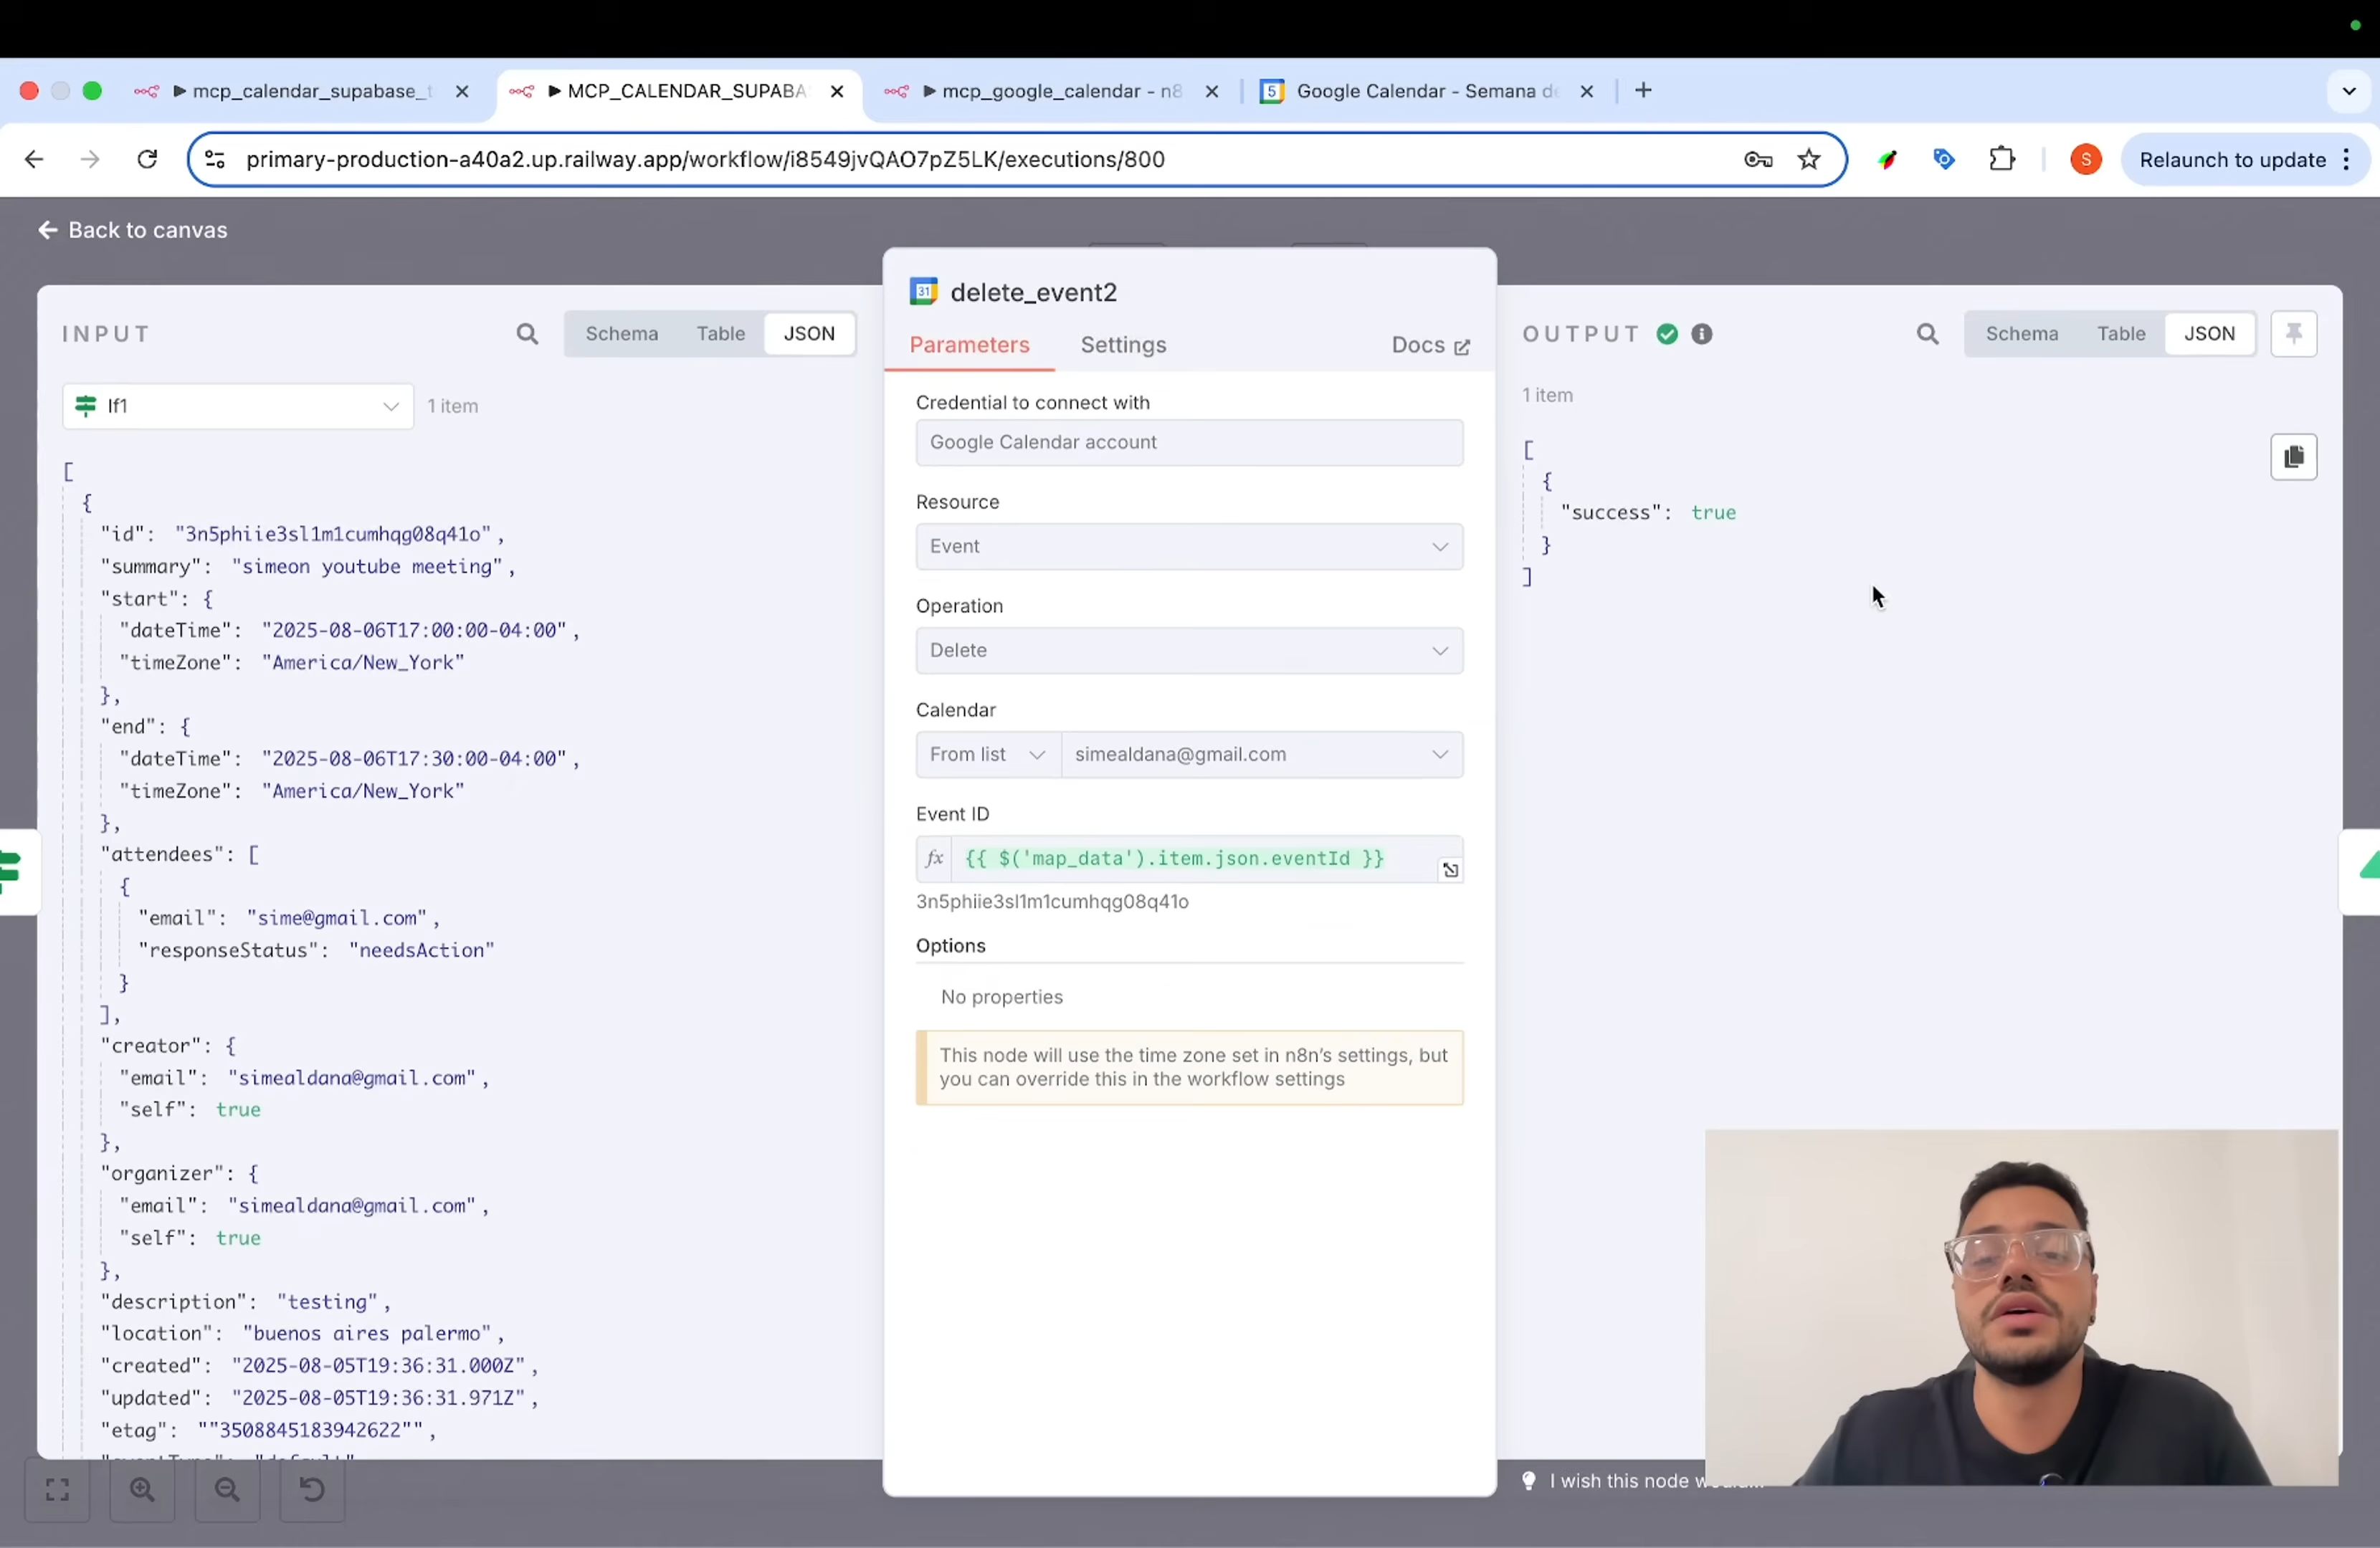 mcp_calendar_supabase_t
MCP_CALENDAR_SUPABA
mcp_google_calendar - n8
5
Google Calendar - Semana de
primary-production-a40a2.up.railway.app/workflow/i8549jvQAO7pZ5LK/executions/800
S
Relaunch to update
Back to canvas
INPUT
Schema
Table
JSON
If1
1 item
[
{
"id": "3n5phiie3sl1m1cumhqg08q41o",
"summary": "simeon youtube meeting",
"start": {
"dateTime": "2025-08-06T17:00:00-04:00",
"timeZone": "America/New_York"
},
"end": {
"dateTime": "2025-08-06T17:30:00-04:00",
"timeZone": "America/New_York"
},
"attendees": [
{
"email": "sime@gmail.com",
"responseStatus": "needsAction"
}
],
"creator": {
"email": "simealdana@gmail.com",
"self": true
},
"organizer": {
"email": "simealdana@gmail.com",
"self": true
},
"description": "testing",
"location": "buenos aires palermo",
"created": "2025-08-05T19:36:31.000Z",
"updated": "2025-08-05T19:36:31.971Z",
"etag": ""3508845183942622"",
31
delete_event2
Parameters
Settings
Docs
Credential to connect with
Google Calendar account
Resource
Event
Operation
Delete
Calendar
From list
simealdana@gmail.com
Event ID
fx
{{ $('map_data').item.json.eventId }}
3n5phiie3sl1m1cumhqg08q41o
Options
No properties
This node will use the time zone set in n8n’s settings, but
you can override this in the workflow settings
OUTPUT
Schema
Table
JSON
1 item
[
{
"success": true
}
]
I wish this node would...